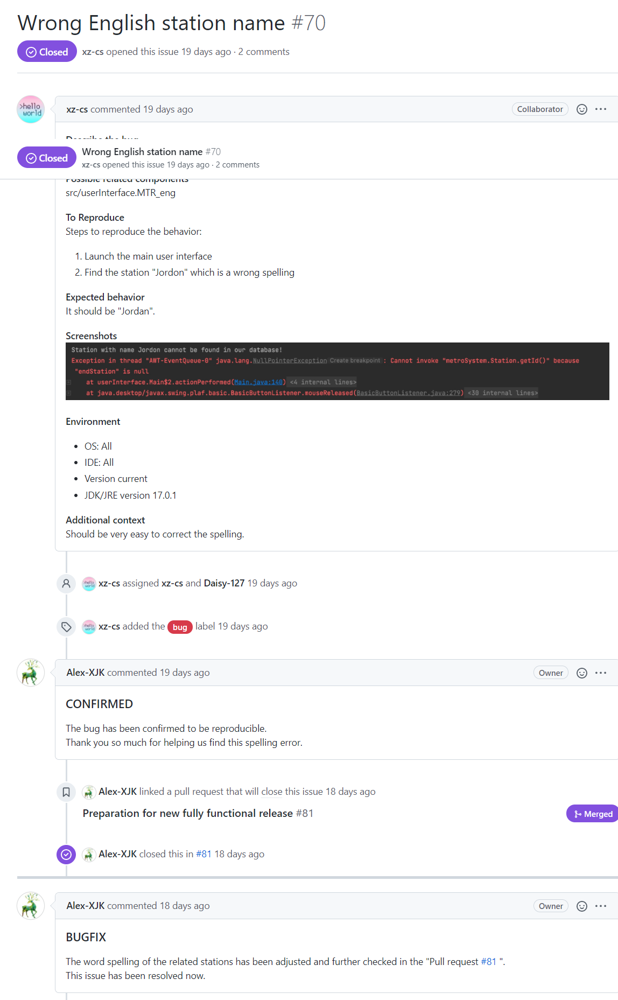 Wrong English station name #70
Closed xz-cs opened this issue 19 days ago · 2 comments
>hello
world
xz-cs commented 19 days ago Collaborator
Describe the bug
Closed
Wrong English station name #70
xz-cs opened this issue 19 days ago · 2 comments
Possible related components
src/userInterface.MTR_eng
To Reproduce
Steps to reproduce the behavior:
1. Launch the main user interface
2. Find the station "Jordon" which is a wrong spelling
Expected behavior
It should be "Jordan".
Screenshots
Station with name Jordon cannot be found in our database!
Exception in thread "AWT-EventQueue-0" java.lang.NullPointerException Create breakpoint : Cannot invoke "metroSystem.Station.getId()" because
"endStation" is null
at userInterface.Main$2.actionPerformed(Main.java:140) <4 internal lines>
at java.desktop/javax.swing.plaf.basic.BasicButtonListener.mouseReleased(BasicButtonListener.java:279) <30 internal lines>
Environment
• OS: All
• IDE: All
• Version current
• JDK/JRE version 17.0.1
Additional context
Should be very easy to correct the spelling.
xz-cs assigned xz-cs and Daisy-127 19 days ago
xz-cs added the bug label 19 days ago
Alex-XJK commented 19 days ago Owner
CONFIRMED
The bug has been confirmed to be reproducible.
Thank you so much for helping us find this spelling error.
Alex-XJK linked a pull request that will close this issue 18 days ago
Preparation for new fully functional release #81 Merged
Alex-XJK closed this in #81 18 days ago
Alex-XJK commented 18 days ago Owner
BUGFIX
The word spelling of the related stations has been adjusted and further checked in the "Pull request #81 ".
This issue has been resolved now.